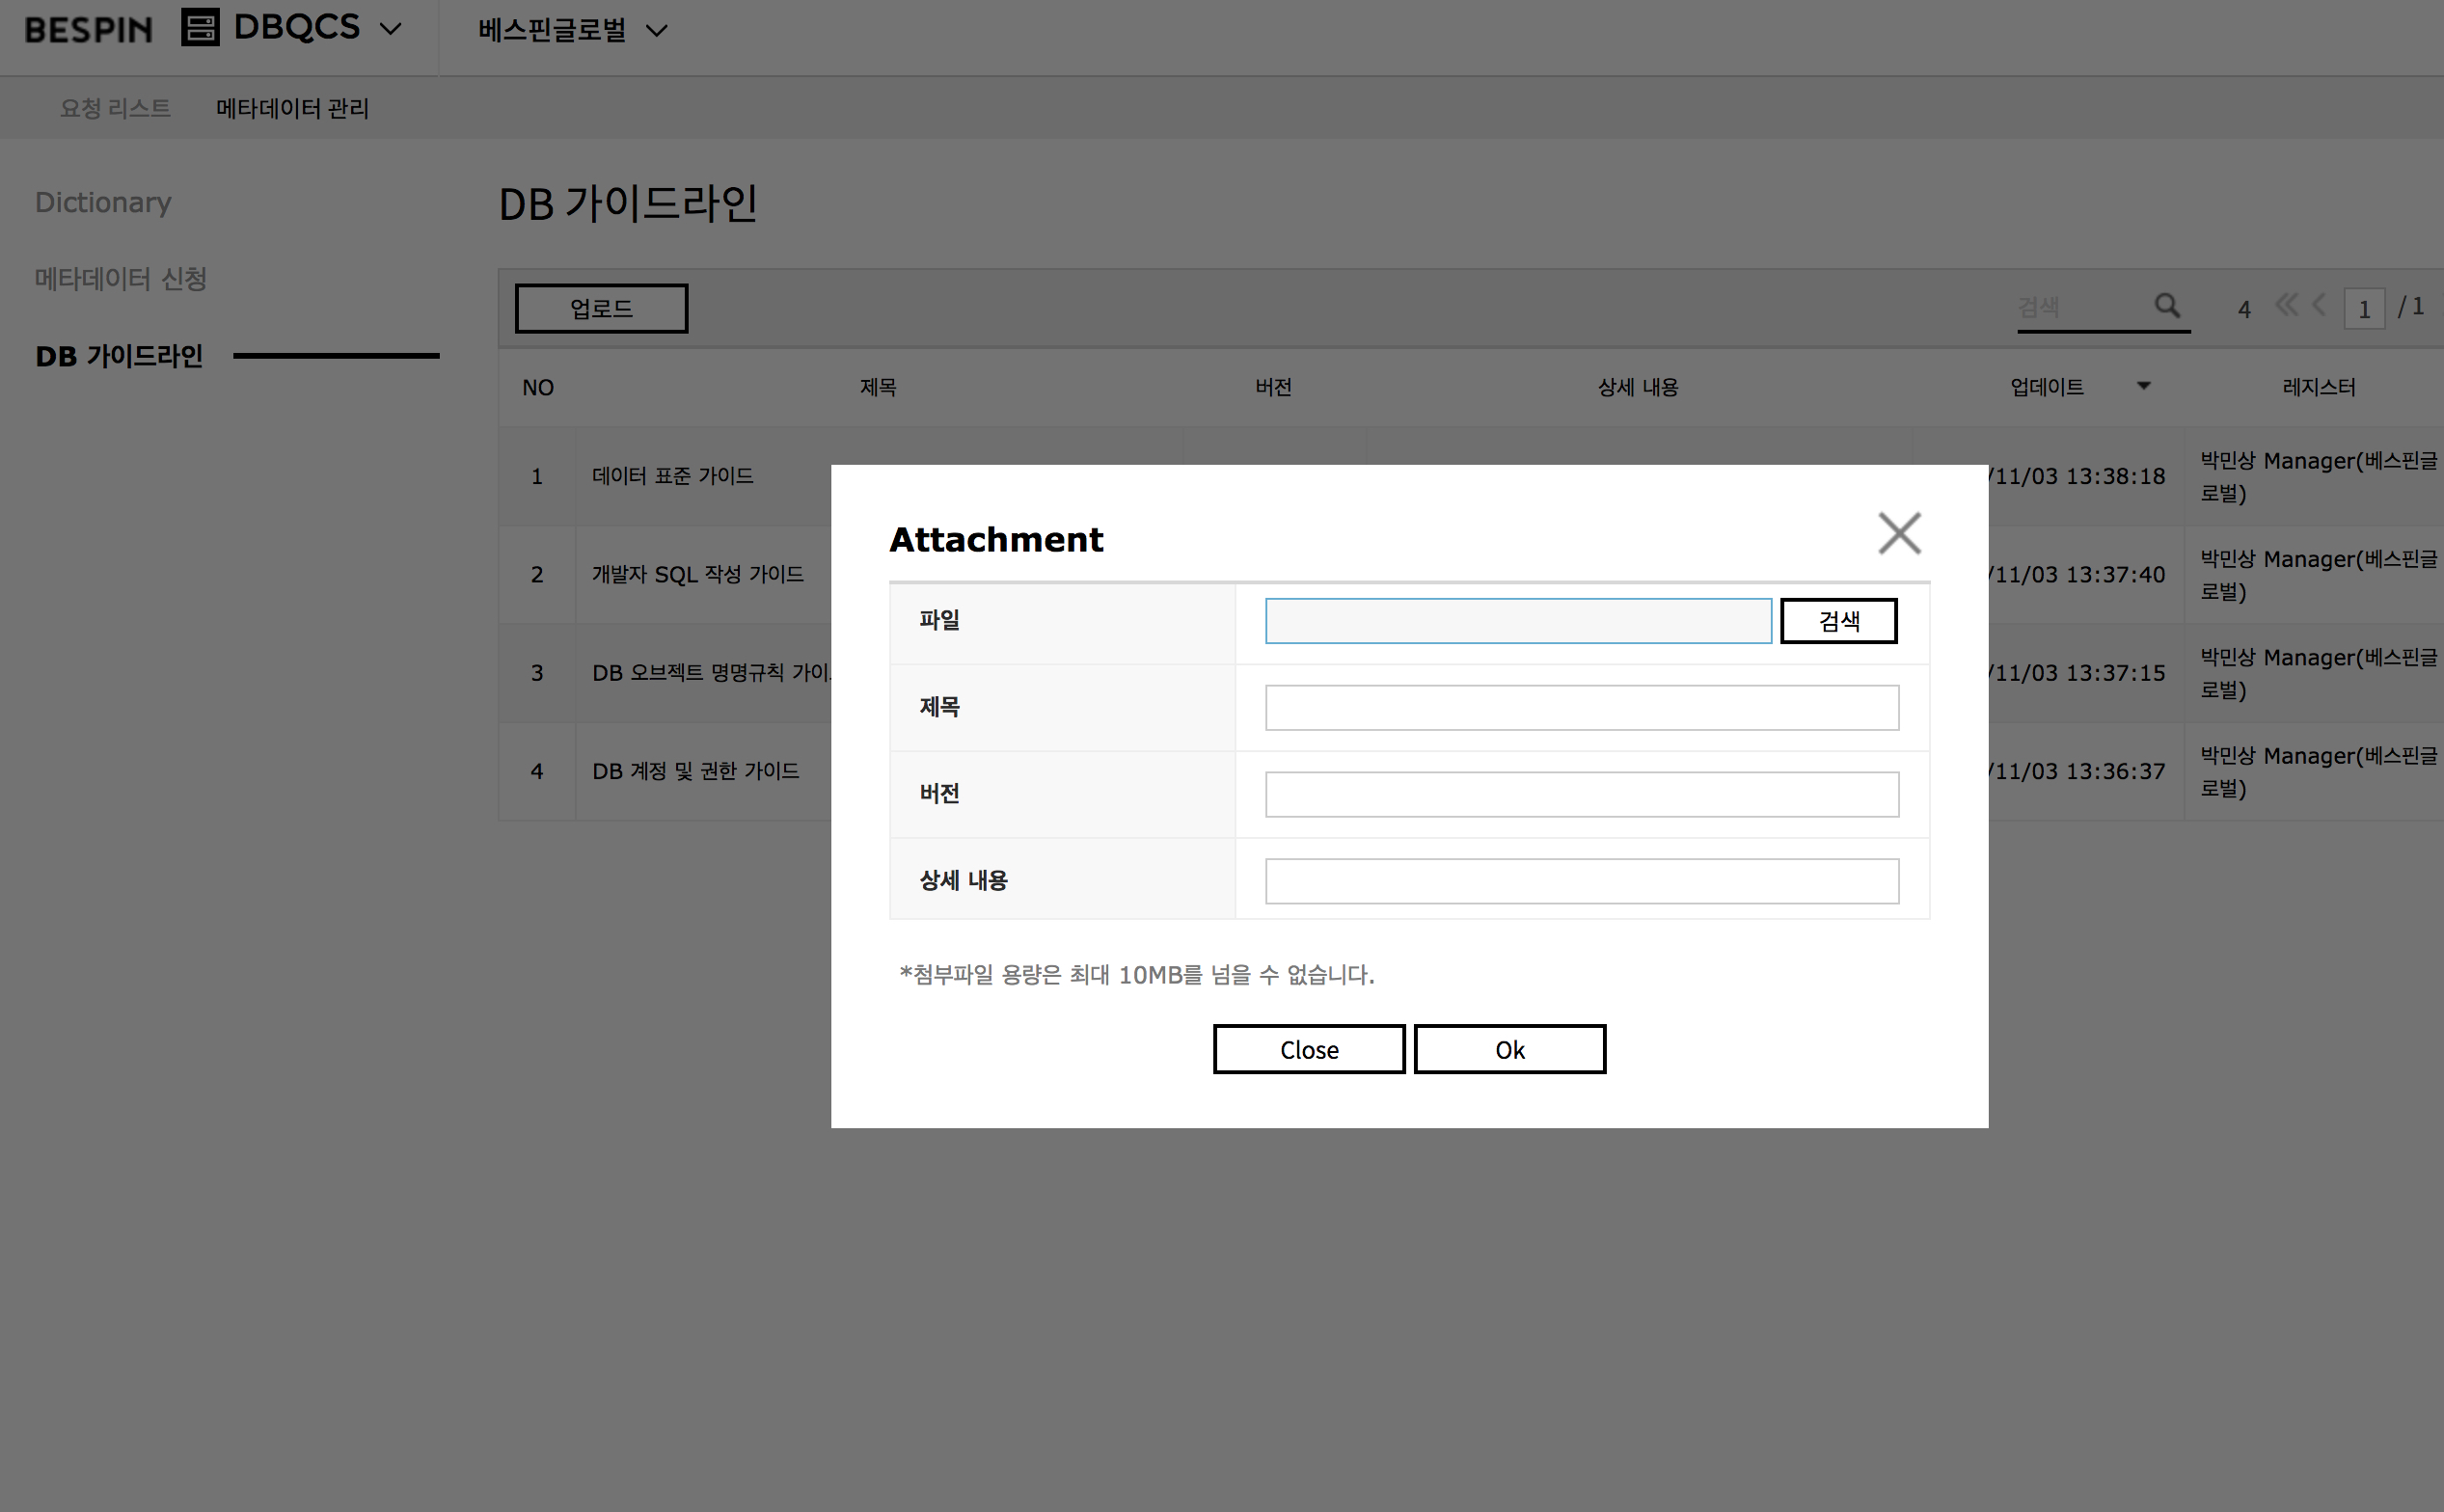 BESPIN DBQCS 베스핀글로벌
요청 리스트 메타데이터 관리
Dictionary
메타데이터 신청
DB 가이드라인
DB 가이드라인
업로드 검색 4 1 / 1
NO 제목 버전 상세 내용 업데이트 레지스터
1 데이터 표준 가이드 /11/03 13:38:18 박민상 Manager(베스핀글
로벌)
2 개발자 SQL 작성 가이드 /11/03 13:37:40 박민상 Manager(베스핀글
로벌)
3 DB 오브젝트 명명규칙 가이 /11/03 13:37:15 박민상 Manager(베스핀글
로벌)
4 DB 계정 및 권한 가이드 /11/03 13:36:37 박민상 Manager(베스핀글
로벌)
Attachment
파일 검색
제목
버전
상세 내용
*첨부파일 용량은 최대 10MB를 넘을 수 없습니다.
Close Ok